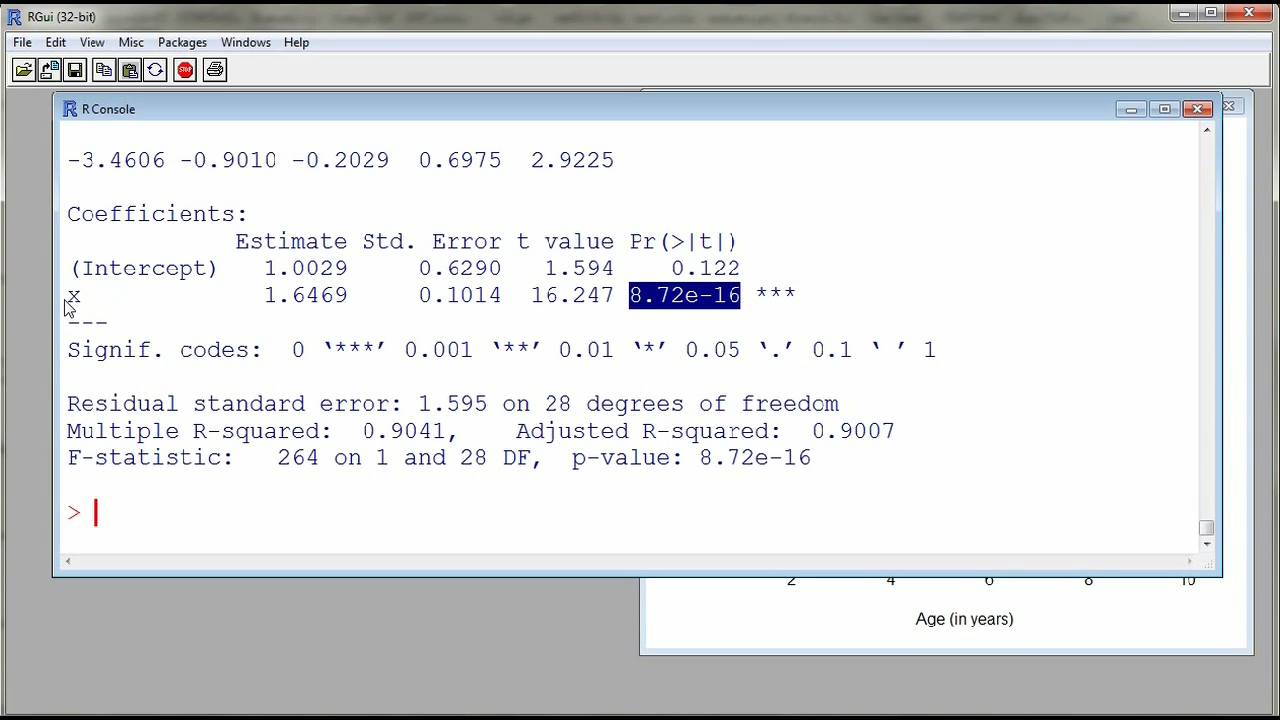 RGui (32-bit)
File Edit View Misc Packages Windows Help
STOP
R Console
-3.4606 -0.9010 -0.2029  0.6975  2.9225
Coefficients:
            Estimate Std. Error t value Pr(>|t|)
(Intercept)   1.0029     0.6290   1.594    0.122
x             1.6469     0.1014  16.247 8.72e-16 ***
---
Signif. codes:  0 ‘***’ 0.001 ‘**’ 0.01 ‘*’ 0.05 ‘.’ 0.1 ‘ ’ 1
Residual standard error: 1.595 on 28 degrees of freedom
Multiple R-squared:  0.9041,    Adjusted R-squared:  0.9007
F-statistic:   264 on 1 and 28 DF,  p-value: 8.72e-16
>
2 4 6 8 10
Age (in years)